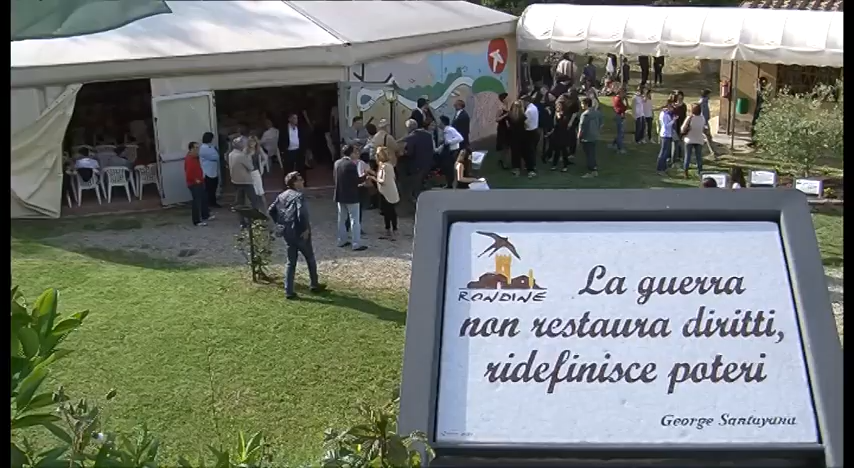 RONDINE
La guerra
non restaura diritti,
ridefinisce poteri
George Santayana